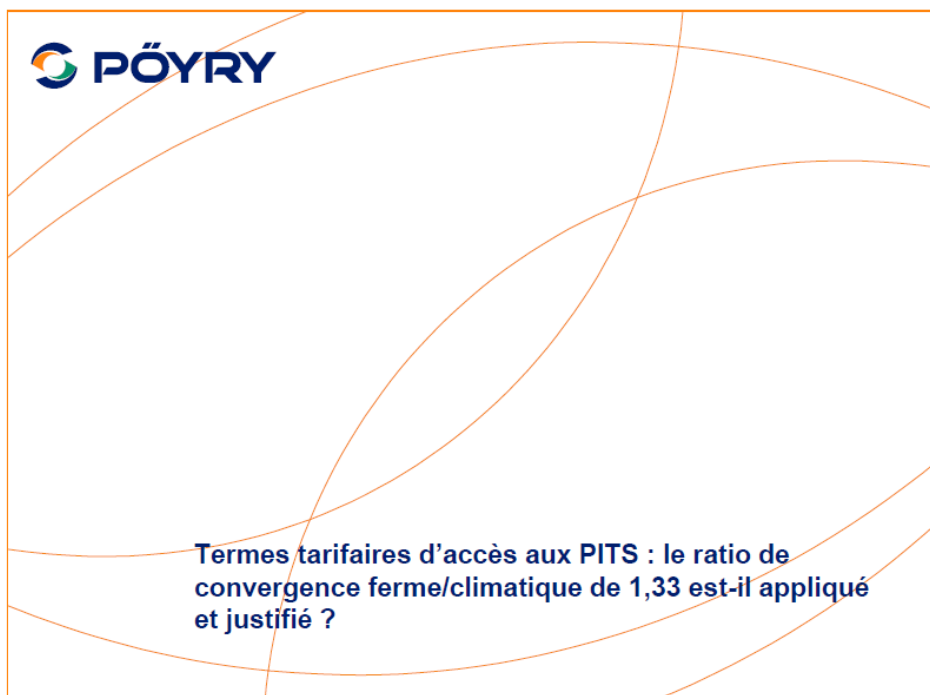 PÖYRY
Termes tarifaires d'accès aux PITS : le ratio de
convergence ferme/climatique de 1,33 est-il appliqué
et justifié ?